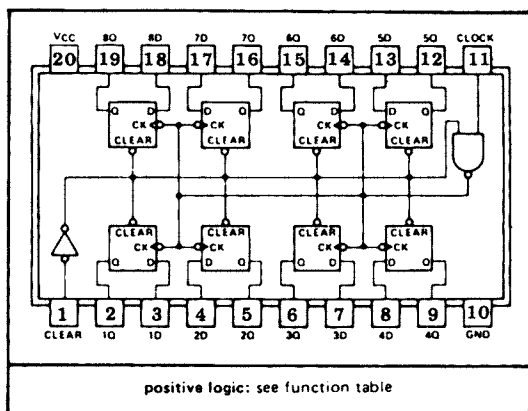 VCC 8Q 8D 7D 7Q 6Q 6D 5D 5Q CLOCK
20 19 18 17 16 15 14 13 12 11
Q D D Q Q D D Q
CK CK CK CK
CLEAR CLEAR CLEAR CLEAR
CLEAR CLEAR CLEAR CLEAR
CK CK CK CK
Q D D Q Q D D Q
1 2 3 4 5 6 7 8 9 10
CLEAR 1Q 1D 2D 2Q 3Q 3D 4D 4Q GND
positive logic: see function table